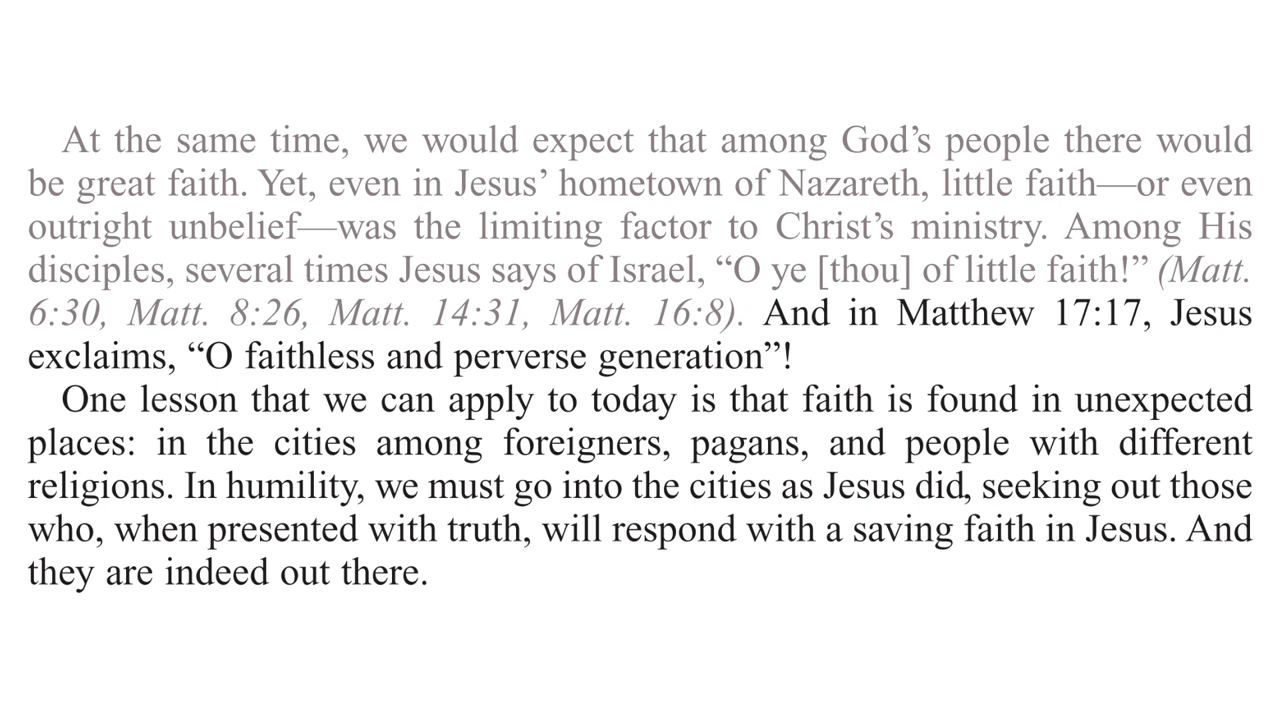 At the same time, we would expect that among God’s people there would
be great faith. Yet, even in Jesus’ hometown of Nazareth, little faith—or even
outright unbelief—was the limiting factor to Christ’s ministry. Among His
disciples, several times Jesus says of Israel, “O ye [thou] of little faith!” (Matt.
6:30, Matt. 8:26, Matt. 14:31, Matt. 16:8). And in Matthew 17:17, Jesus
exclaims, “O faithless and perverse generation”!
One lesson that we can apply to today is that faith is found in unexpected
places: in the cities among foreigners, pagans, and people with different
religions. In humility, we must go into the cities as Jesus did, seeking out those
who, when presented with truth, will respond with a saving faith in Jesus. And
they are indeed out there.